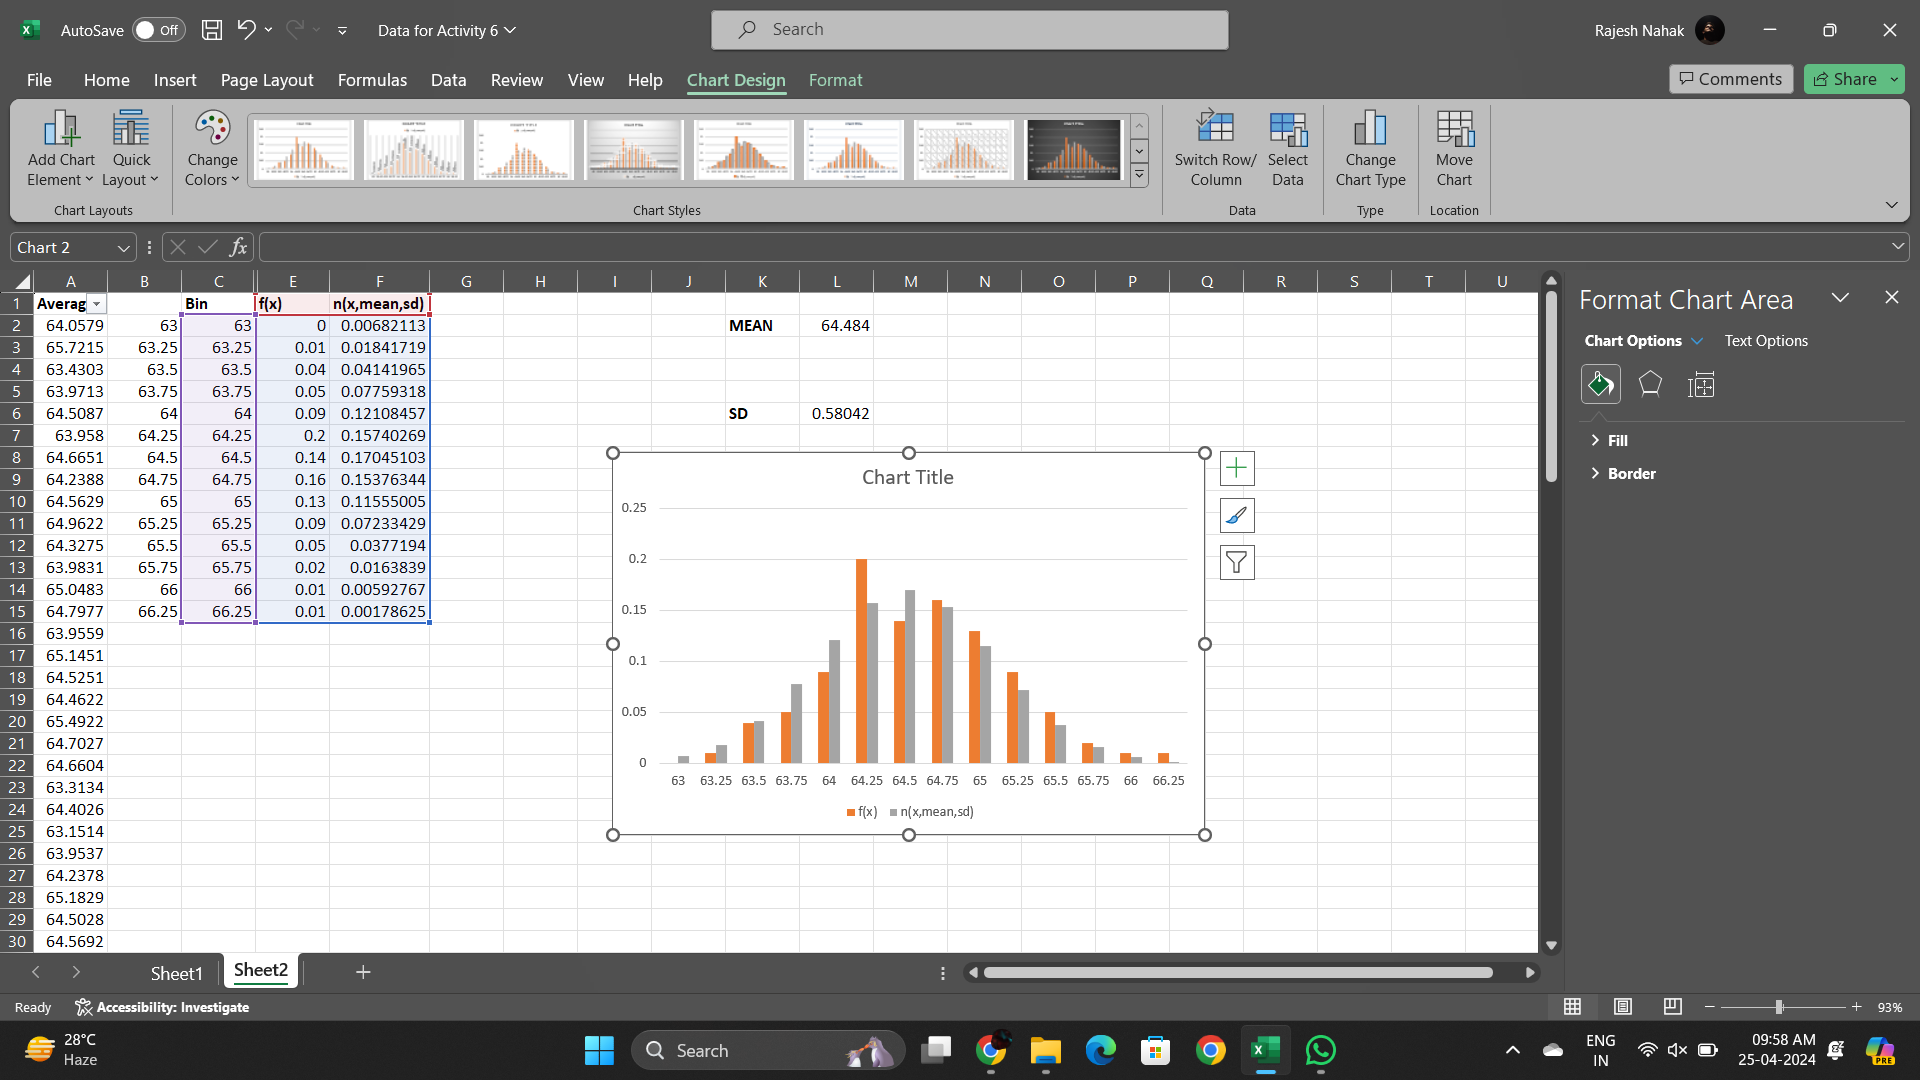 AutoSave Off Data for Activity 6 Search Rajesh Nahak
File Home Insert Page Layout Formulas Data Review View Help Chart Design Format Comments Share
Add Chart Element Quick Layout Change Colors Switch Row/ Column Select Data Change Chart Type Move Chart
Chart Layouts Chart Styles Data Type Location
Chart 2 fx
A B C E F G H I J K L M N O P Q R S T U
1 Averag Bin f(x) n(x,mean,sd)
2 64.0579 63 63 0 0.00682113 MEAN 64.484
3 65.7215 63.25 63.25 0.01 0.01841719
4 63.4303 63.5 63.5 0.04 0.04141965
5 63.9713 63.75 63.75 0.05 0.07759318
6 64.5087 64 64 0.09 0.12108457 SD 0.58042
7 63.958 64.25 64.25 0.2 0.15740269
8 64.6651 64.5 64.5 0.14 0.17045103
9 64.2388 64.75 64.75 0.16 0.15376344
10 64.5629 65 65 0.13 0.11555005
11 64.9622 65.25 65.25 0.09 0.07233429
12 64.3275 65.5 65.5 0.05 0.0377194
13 63.9831 65.75 65.75 0.02 0.0163839
14 65.0483 66 66 0.01 0.00592767
15 64.7977 66.25 66.25 0.01 0.00178625
16 63.9559
17 65.1451
18 64.5251
19 64.4622
20 65.4922
21 64.7027
22 64.6604
23 63.3134
24 64.4026
25 63.1514
26 63.9537
27 64.2378
28 65.1829
29 64.5028
30 64.5692
Chart Title
0.25
0.2
0.15
0.1
0.05
0
63 63.25 63.5 63.75 64 64.25 64.5 64.75 65 65.25 65.5 65.75 66 66.25
f(x) n(x,mean,sd)
Format Chart Area
Chart Options Text Options
Fill
Border
Sheet1 Sheet2
Ready Accessibility: Investigate 93%
28°C
Haze
Search
ENG
IN
09:58 AM
25-04-2024
PRE